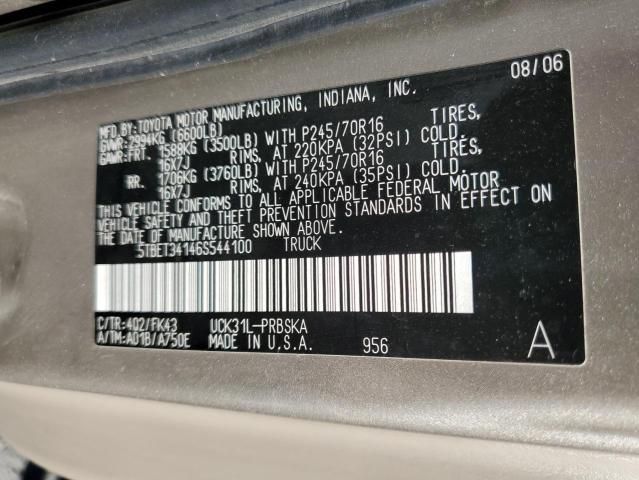 08/06
MFD. BY: TOYOTA MOTOR MANUFACTURING, INDIANA, INC.
GVWR: 2994KG (6600LB)
GAWR: FRT. 1588KG (3500LB) WITH P245/70R16 TIRES,
16X7J RIMS, AT 220KPA (32PSI) COLD.
RR. 1706KG (3760LB) WITH P245/70R16 TIRES,
16X7J RIMS, AT 240KPA (35PSI) COLD.
THIS VEHICLE CONFORMS TO ALL APPLICABLE FEDERAL MOTOR
VEHICLE SAFETY AND THEFT PREVENTION STANDARDS IN EFFECT ON
THE DATE OF MANUFACTURE SHOWN ABOVE.
5TBET34146S544100 TRUCK
C/TR: 402/FK43 UCK31L-PRBSKA
A/TM: A01B/A750E MADE IN U.S.A. 956 A